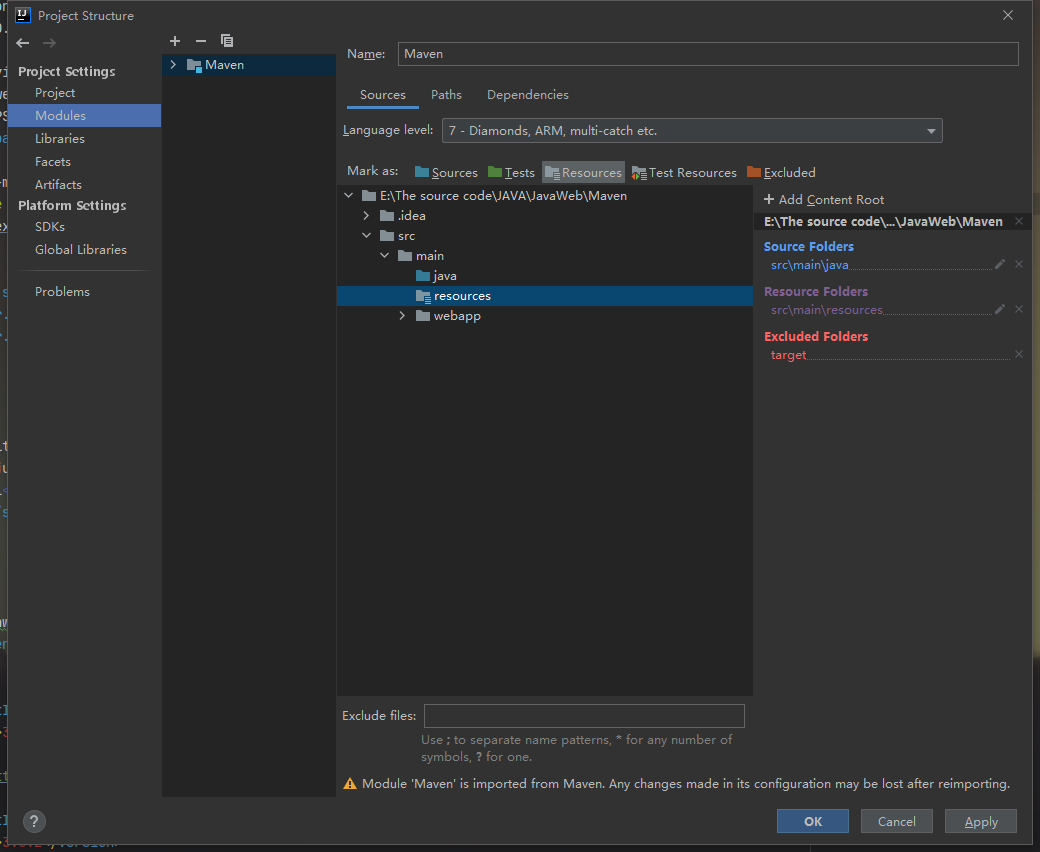 Project Structure
Project Settings
Project
Modules
Libraries
Facets
Artifacts
Platform Settings
SDKs
Global Libraries
Problems
Maven
Name: Maven
Sources Paths Dependencies
Language level: 7 - Diamonds, ARM, multi-catch etc.
Mark as: Sources Tests Resources Test Resources Excluded
E:\The source code\JAVA\JavaWeb\Maven
.idea
src
main
java
resources
webapp
+ Add Content Root
E:\The source code\...\JavaWeb\Maven
Source Folders
src\main\java
Resource Folders
src\main\resources
Excluded Folders
target
Exclude files:
Use ; to separate name patterns, * for any number of
symbols, ? for one.
Module 'Maven' is imported from Maven. Any changes made in its configuration may be lost after reimporting.
? OK Cancel Apply